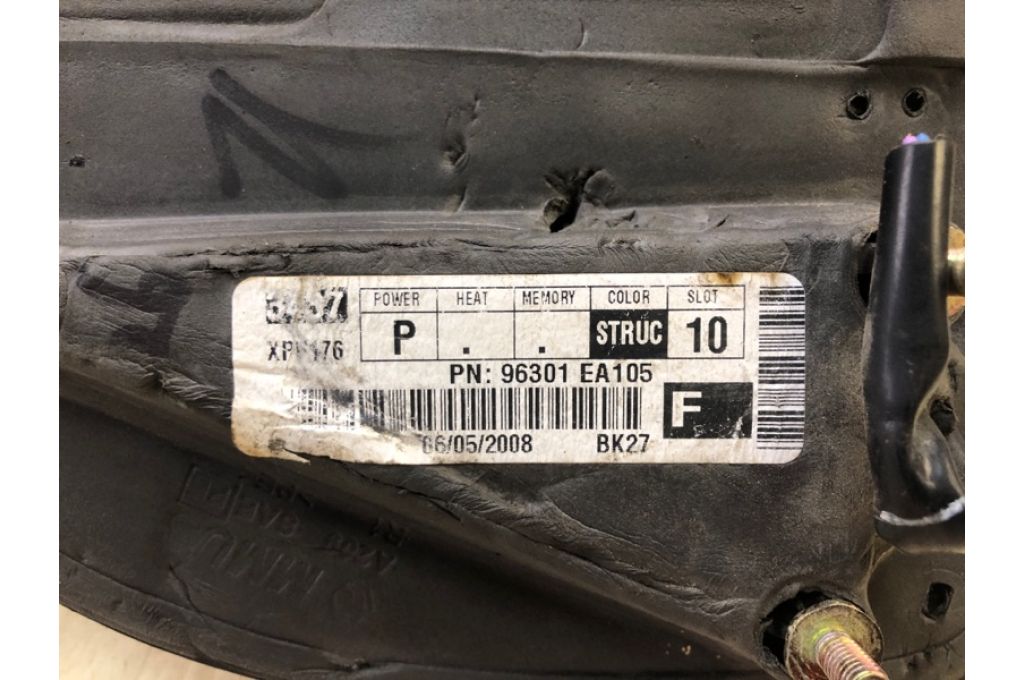 POWER HEAT MEMORY COLOR SLOT
P . . STRUC 10
PN: 96301 EA105
F
06/05/2008 BK27